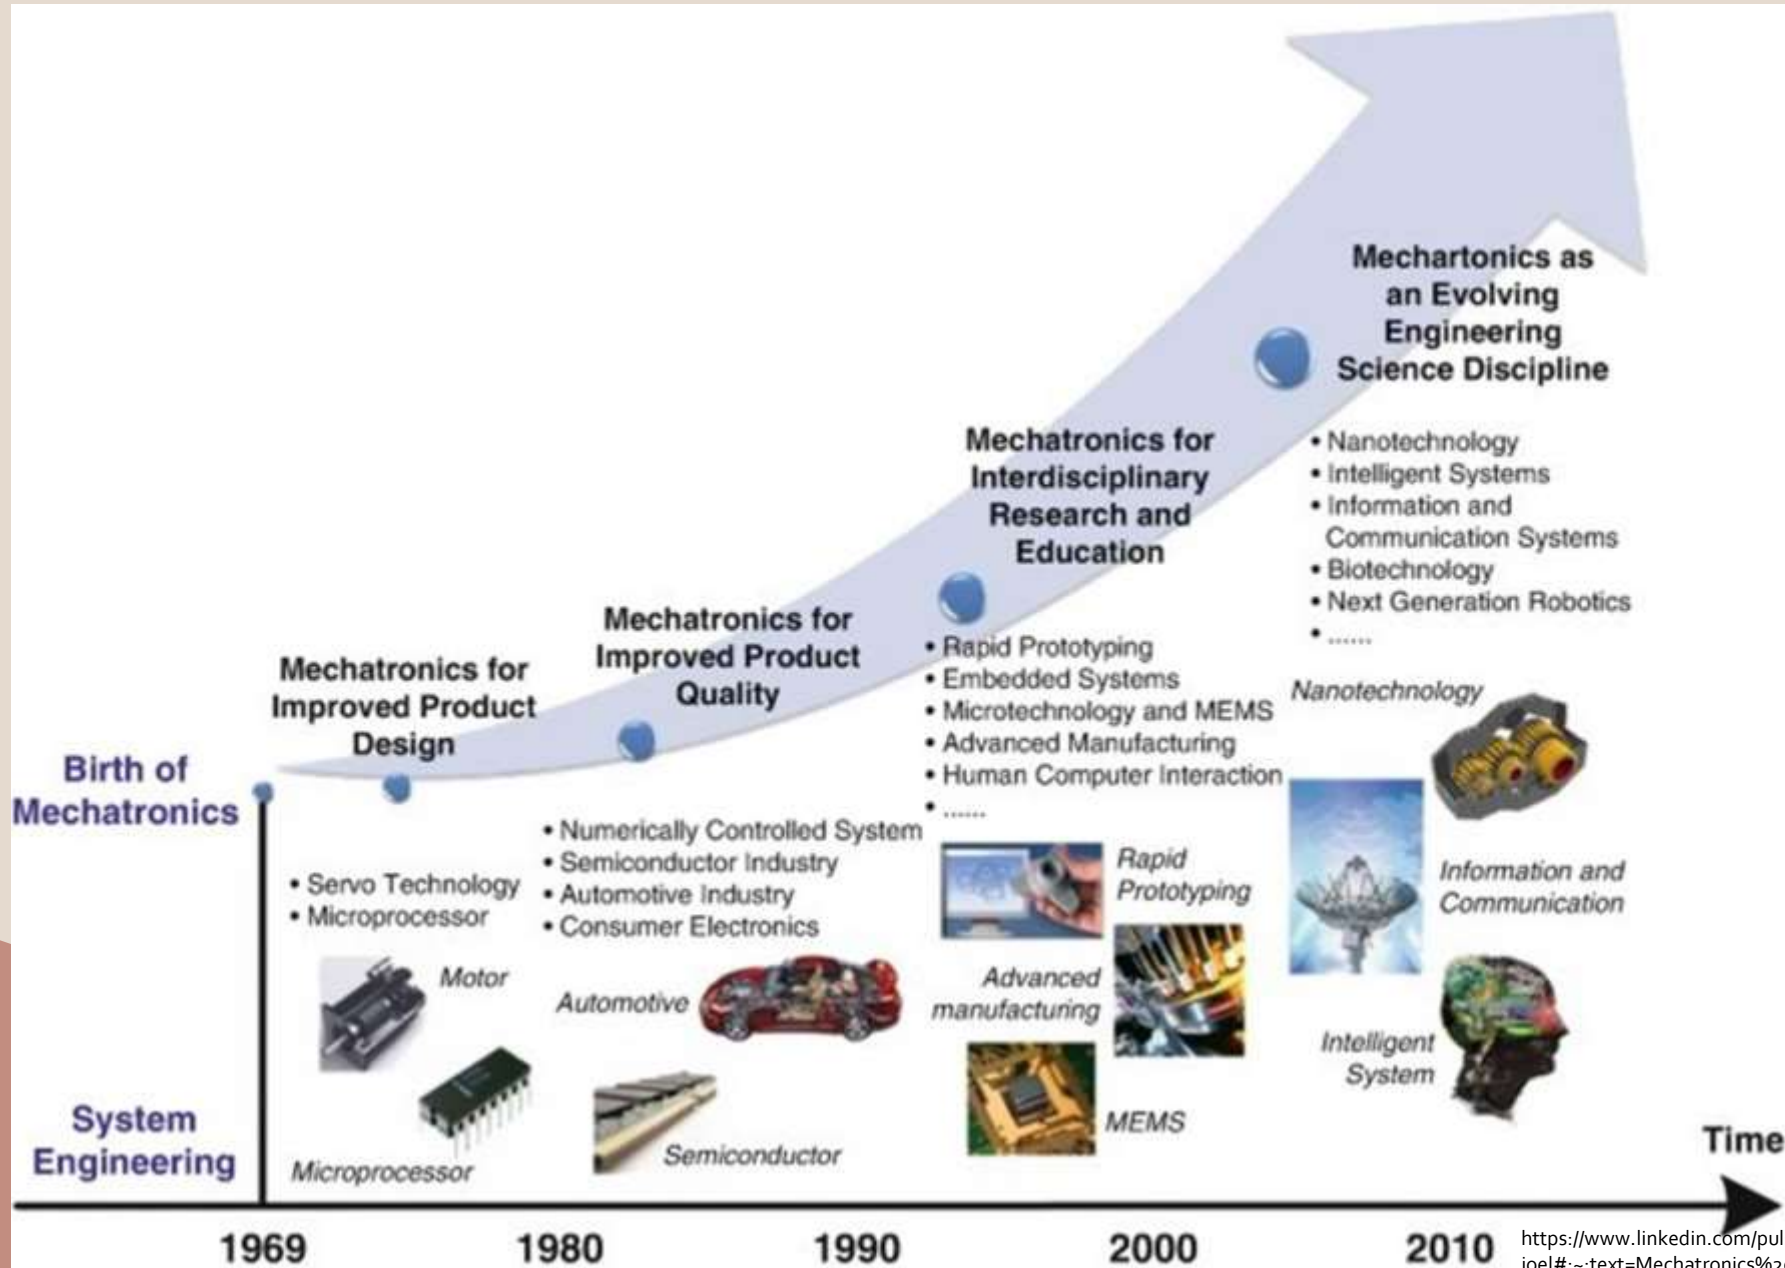 Mechartonics as
an Evolving
Engineering
Science Discipline
• Nanotechnology
• Intelligent Systems
• Information and
Communication Systems
• Biotechnology
• Next Generation Robotics
• ......
Mechatronics for
Interdisciplinary
Research and
Education
• Rapid Prototyping
• Embedded Systems
• Microtechnology and MEMS
• Advanced Manufacturing
• Human Computer Interaction
• ......
Mechatronics for
Improved Product
Quality
• Numerically Controlled System
• Semiconductor Industry
• Automotive Industry
• Consumer Electronics
Mechatronics for
Improved Product
Design
• Servo Technology
• Microprocessor
Birth of
Mechatronics
System
Engineering
Motor
Microprocessor
Automotive
Semiconductor
Rapid
Prototyping
Advanced
manufacturing
MEMS
Nanotechnology
Information and
Communication
Intelligent
System
Time
1969 1980 1990 2000 2010
https://www.linkedin.com/pul
joel#:~:text=Mechatronics%2